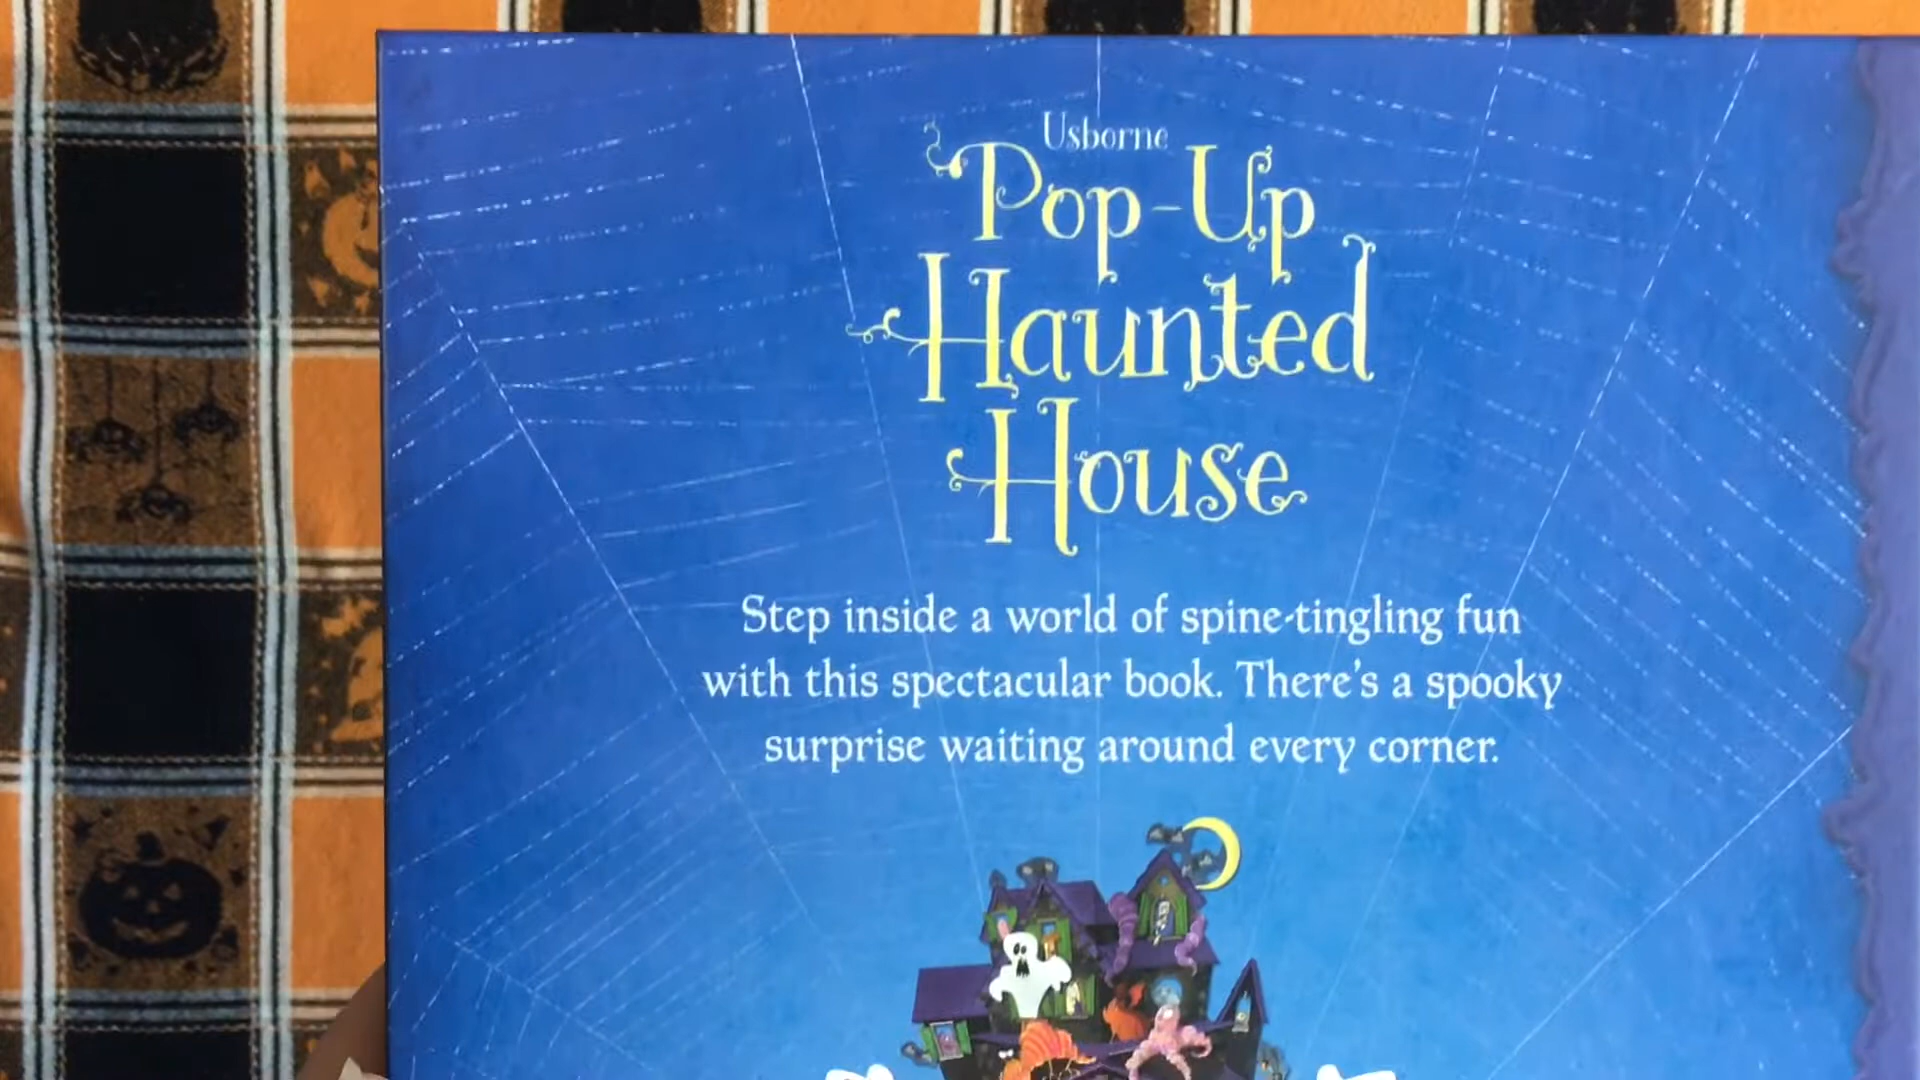 Usborne
Pop-Up
Haunted
House
Step inside a world of spine-tingling fun
with this spectacular book. There's a spooky
surprise waiting around every corner.